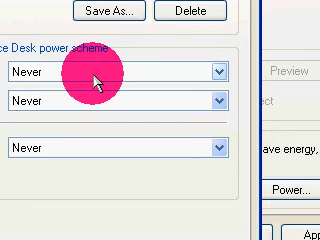 Save As...
Delete
ce Desk power scheme
Never
Preview
Never
ect
Never
ave energy,
Power...
App